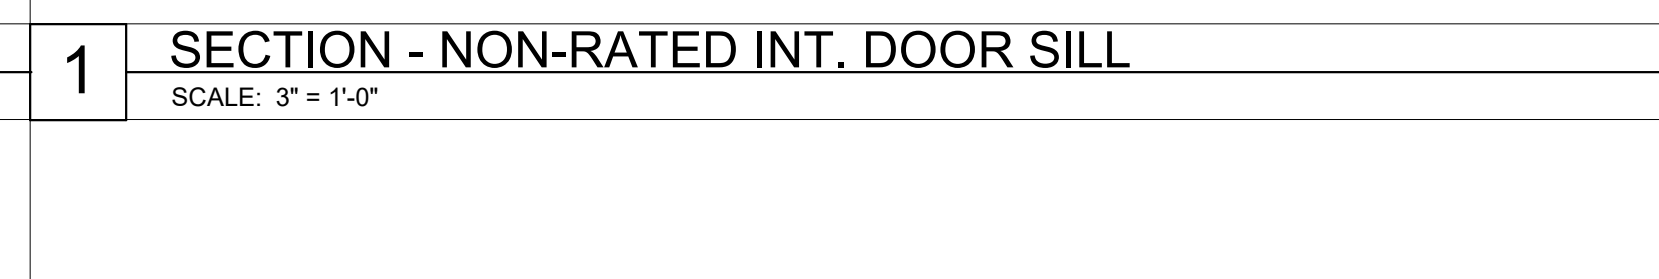 1
SECTION - NON-RATED INT. DOOR SILL
SCALE: 3" = 1'-0"